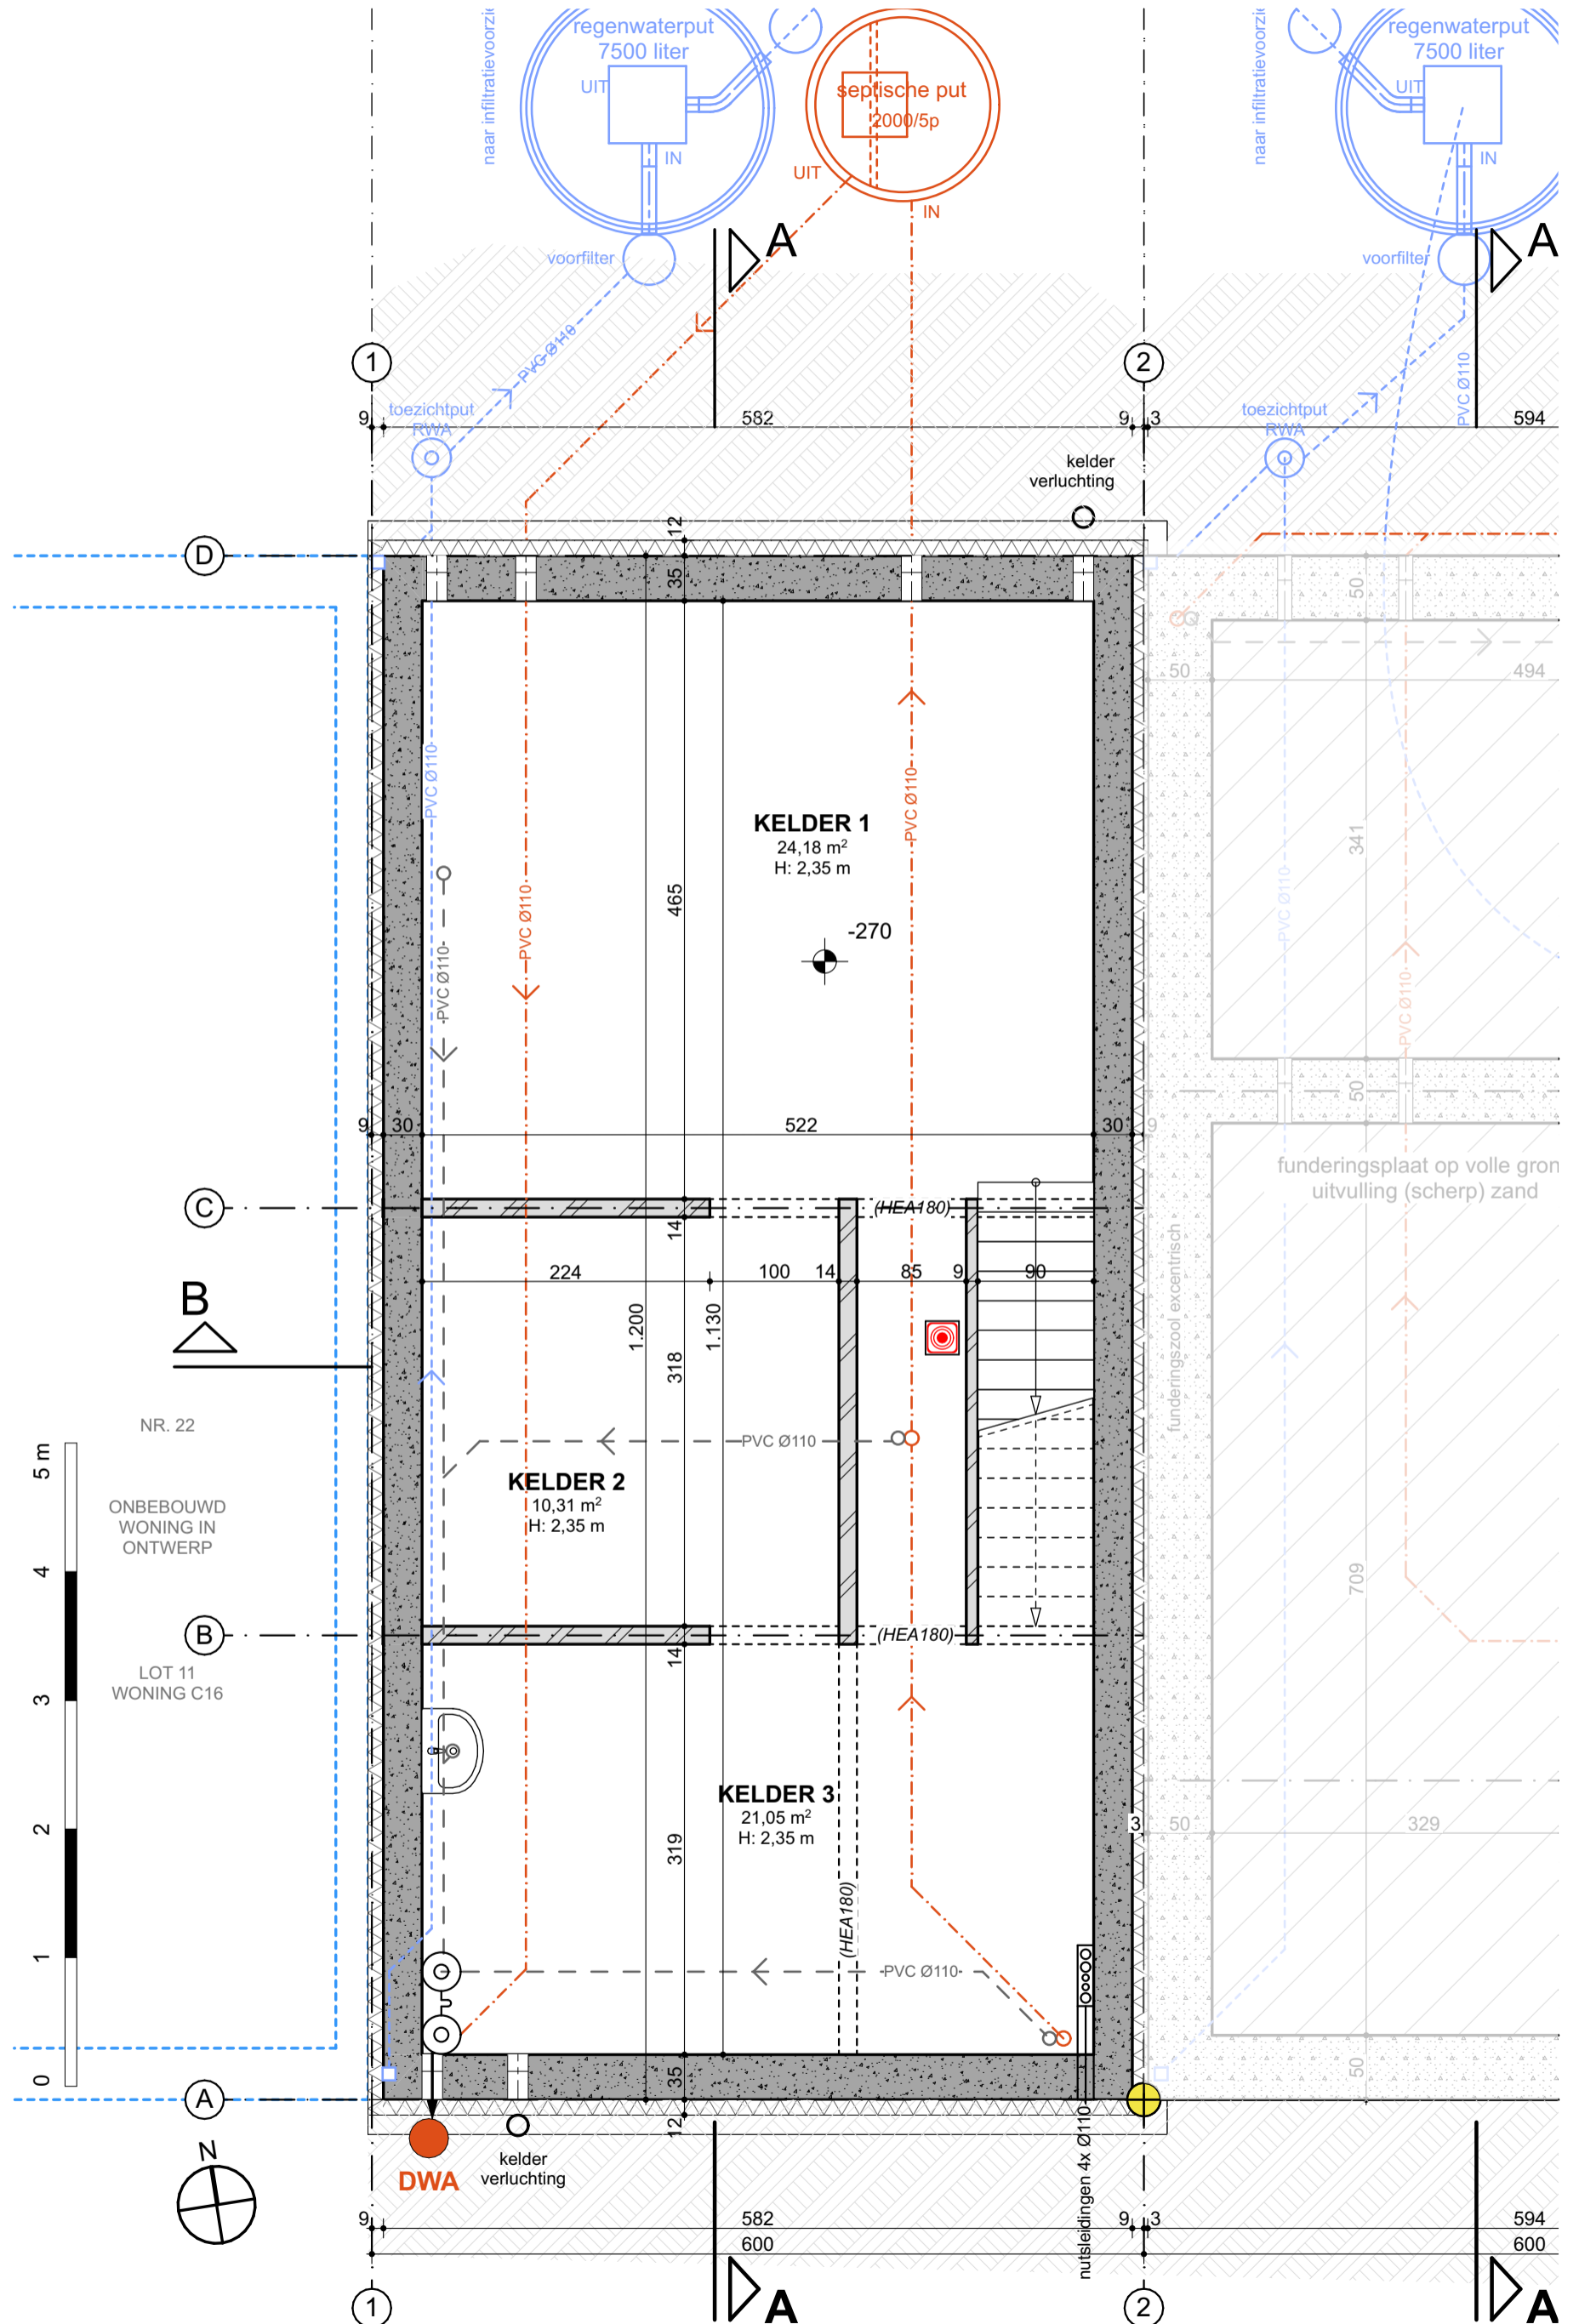 regenwaterput
7500 liter
UIT
IN
naar infiltratievoorzie
septische put
2000/5p
UIT
IN
naar infiltratievoorzie
regenwaterput
7500 liter
UIT
IN
voorfilter
A
voorfilter
A
PVC Ø110
1
2
PVC Ø110
toezichtput
RWA
9
582
9
3
toezichtput
RWA
594
kelder
verluchting
12
D
35
50
50
494
PVC Ø110
KELDER 1
24,18 m²
H: 2,35 m
PVC Ø110
341
465
PVC Ø110
PVC Ø110
-270
PVC Ø110
PVC Ø110
50
9
30
522
30
9
funderingsplaat op volle gron
uitvulling (scherp) zand
C
(HEA180)
14
224
100
14
85
9
90
funderingszool excentrisch
B
1.200
1.130
318
NR. 22
5 m
PVC Ø110
KELDER 2
10,31 m²
H: 2,35 m
ONBEBOUWD
WONING IN
ONTWERP
4
709
B
(HEA180)
14
LOT 11
WONING C16
3
KELDER 3
21,05 m²
H: 2,35 m
2
319
3
50
329
(HEA180)
1
PVC Ø110
0
35
50
A
12
nutsleidingen 4x Ø110
N
DWA
kelder
verluchting
9
582
9
3
594
600
600
1
A
2
A